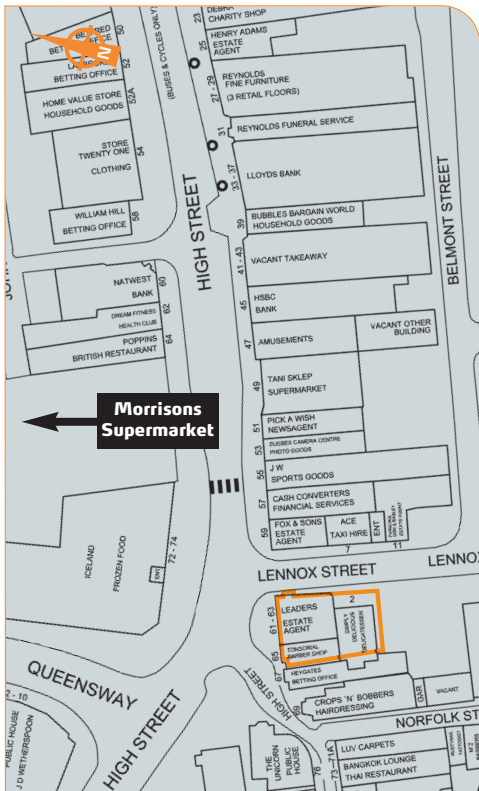 DEBRA
CHARITY SHOP
23
HENRY ADAMS
ESTATE
AGENT
25
REYNOLDS
FINE FURNITURE
(3 RETAIL FLOORS)
27 - 29
REYNOLDS FUNERAL SERVICE
31
LLOYDS BANK
33 - 37
BUBBLES BARGAIN WORLD
HOUSEHOLD GOODS
39
VACANT TAKEAWAY
41 - 43
HSBC
BANK
45
AMUSEMENTS
47
VACANT OTHER
BUILDING
TANI SKLEP
SUPERMARKET
49
PICK A WISH
NEWSAGENT
51
SUSSEX CAMERA CENTRE
PHOTO GOODS
53
J W
SPORTS GOODS
55
CASH CONVERTERS
FINANCIAL SERVICES
57
FOX & SONS
ESTATE
AGENT
59
ACE
TAXI HIRE
7
ENT
11
BELMONT STREET
N
50
BETTING OFFICE
52
HOME VALUE STORE
HOUSEHOLD GOODS
52A
STORE
TWENTY ONE
CLOTHING
54
WILLIAM HILL
BETTING OFFICE
58
(BUSES & CYCLES ONLY)
HIGH STREET
NATWEST
BANK
60
DREAM FITNESS
HEALTH CLUB
62
POPPINS
BRITISH RESTAURANT
64
Morrisons
Supermarket
ICELAND
FROZEN FOOD
ENT
72 - 74
LENNOX STREET
LENNOX
LEADERS
ESTATE
AGENT
61 - 63
2
SIMPLY
DELICIOUS
DELICATESSEN
TONSORIAL
BARBER SHOP
65
HEYGATES
BETTING OFFICE
67
CROPS 'N' BOBBERS
HAIRDRESSING
69
GAR
VACANT
HIGH STREET
NORFOLK ST
QUEENSWAY
HIGH STREET
2 - 10
PUBLIC HOUSE
J D WETHERSPOON
THE
UNICORN
PUBLIC
HOUSE
76
73 - 71A
LUV CARPETS
BANGKOK LOUNGE
THAI RESTAURANT